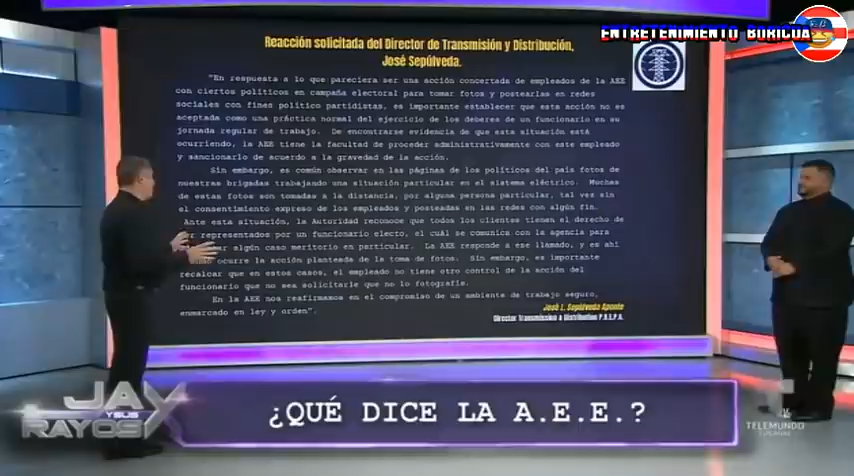 ENTRETENIMIENTO BORICUA
Reacción solicitada del Director de Transmisión y Distribución,
José Sepúlveda.
"En respuesta a lo que pareciera ser una acción concertada de empleados de la AEE
con ciertos políticos en campaña electoral para tomar fotos y postearlas en redes
sociales con fines político partidistas, es importante establecer que esta acción no es
aceptada como una práctica normal del ejercicio de los deberes de un funcionario en su
jornada regular de trabajo. De encontrarse evidencia de que esta situación está
ocurriendo, la AEE tiene la facultad de proceder administrativamente con este empleado
y sancionarlo de acuerdo a la gravedad de la acción.
Sin embargo, es común observar en las páginas de los políticos del país fotos de
nuestras brigadas trabajando una situación particular en el sistema eléctrico. Muchas
de estas fotos son tomadas a la distancia, por alguna persona particular, tal vez sin
el consentimiento expreso de los empleados y posteadas en las redes con algún fin.
Ante esta situación, la Autoridad reconoce que todos los clientes tienen el derecho de
representados por un funcionario electo, el cuál se comunica con la agencia para
algún caso meritorio en particular. La AEE responde a ese llamado, y es ahí
ocurre la acción planteada de la toma de fotos. Sin embargo, es importante
recalcar que en estos casos, el empleado no tiene otro control de la acción del
funcionario que no sea solicitarle que no lo fotografíe.
En la AEE nos reafirmamos en el compromiso de un ambiente de trabajo seguro,
enmarcado en ley y orden".
José L. Sepúlveda Aponte
Director Transmission & Distribution P.R.E.P.A.
JAY
Y SUS
RAYOS X
¿QUÉ DICE LA A.E.E.?
TELEMUNDO